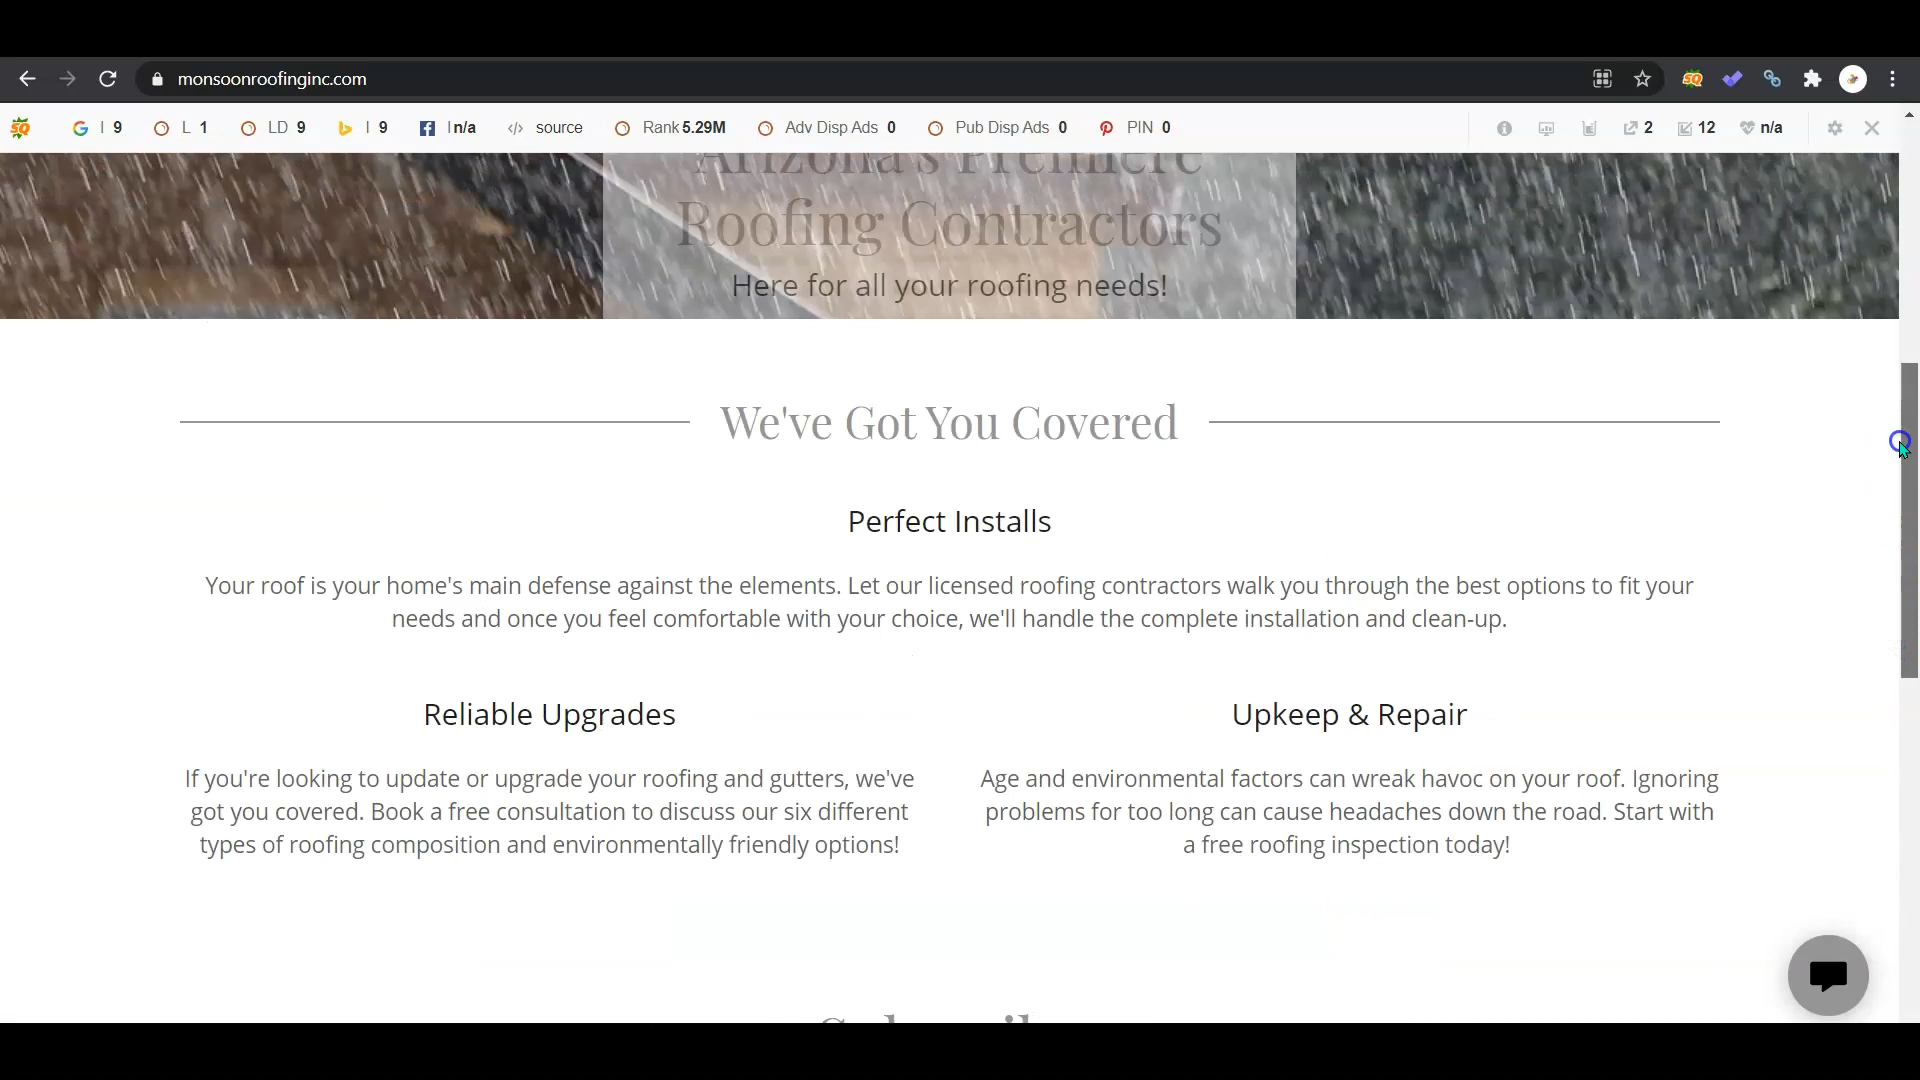 monsoonroofinginc.com
SQ
SQ G I 9 L 1 LD 9 I 9 I n/a source Rank 5.29M Adv Disp Ads 0 Pub Disp Ads 0 PIN 0 2 12 n/a
Arizona's Premiere
Roofing Contractors
Here for all your roofing needs!
We've Got You Covered
Perfect Installs
Your roof is your home's main defense against the elements. Let our licensed roofing contractors walk you through the best options to fit your
needs and once you feel comfortable with your choice, we'll handle the complete installation and clean-up.
Reliable Upgrades
If you're looking to update or upgrade your roofing and gutters, we've
got you covered. Book a free consultation to discuss our six different
types of roofing composition and environmentally friendly options!
Upkeep & Repair
Age and environmental factors can wreak havoc on your roof. Ignoring
problems for too long can cause headaches down the road. Start with
a free roofing inspection today!